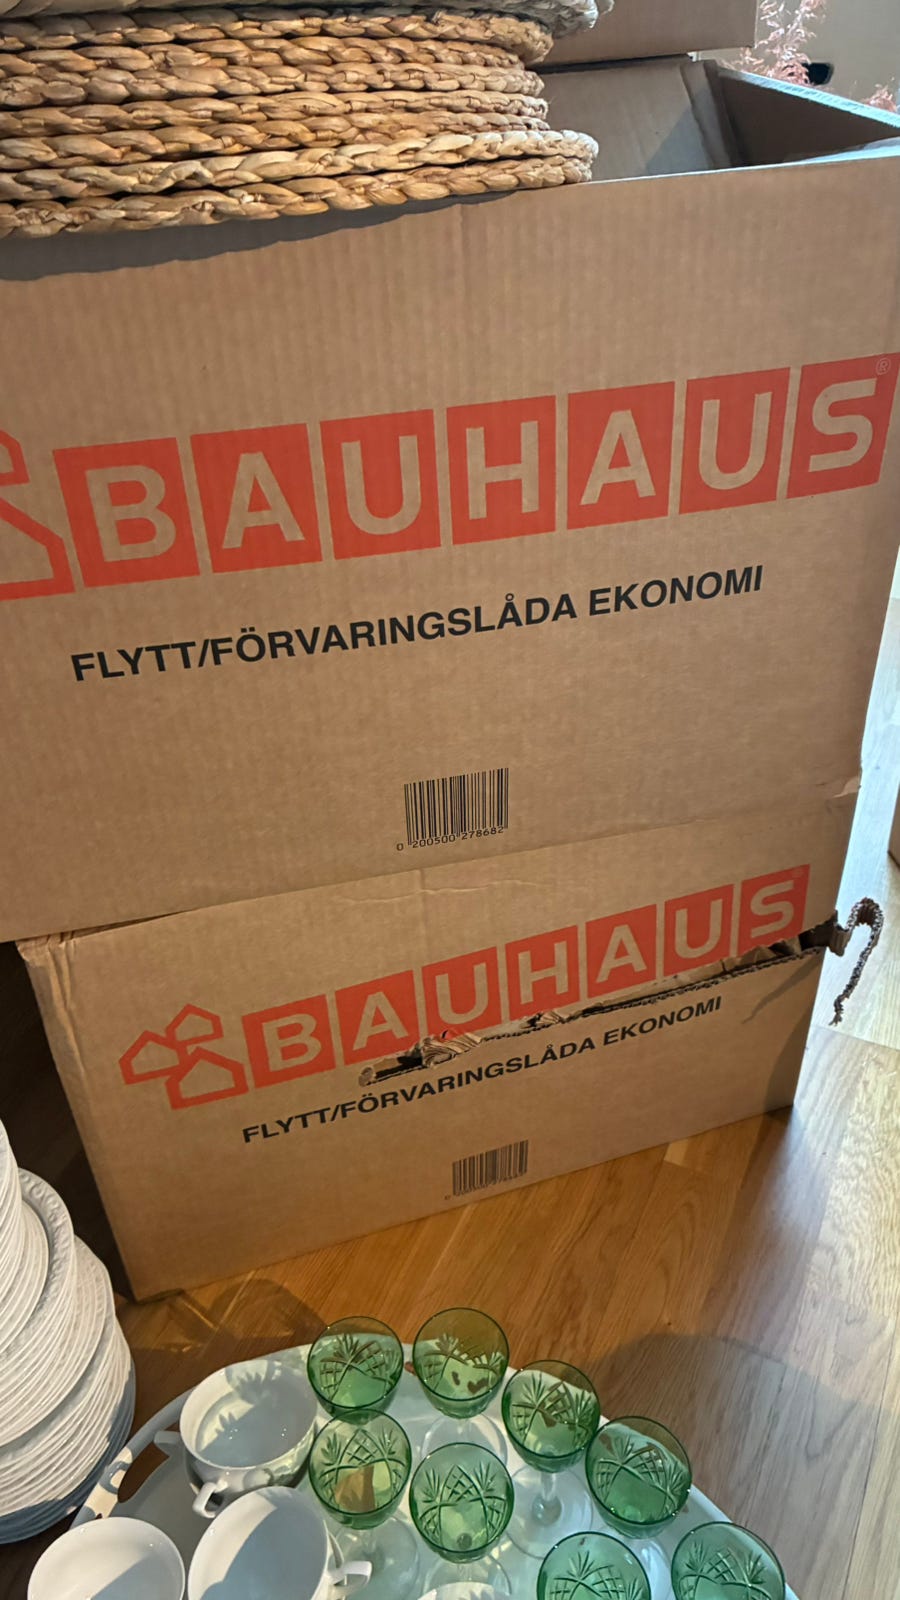 BAUHAUS®
FLYTT/FÖRVARINGSLÅDA EKONOMI
0 200500 278682
BAUHAUS
FLYTT/FÖRVARINGSLÅDA EKONOMI